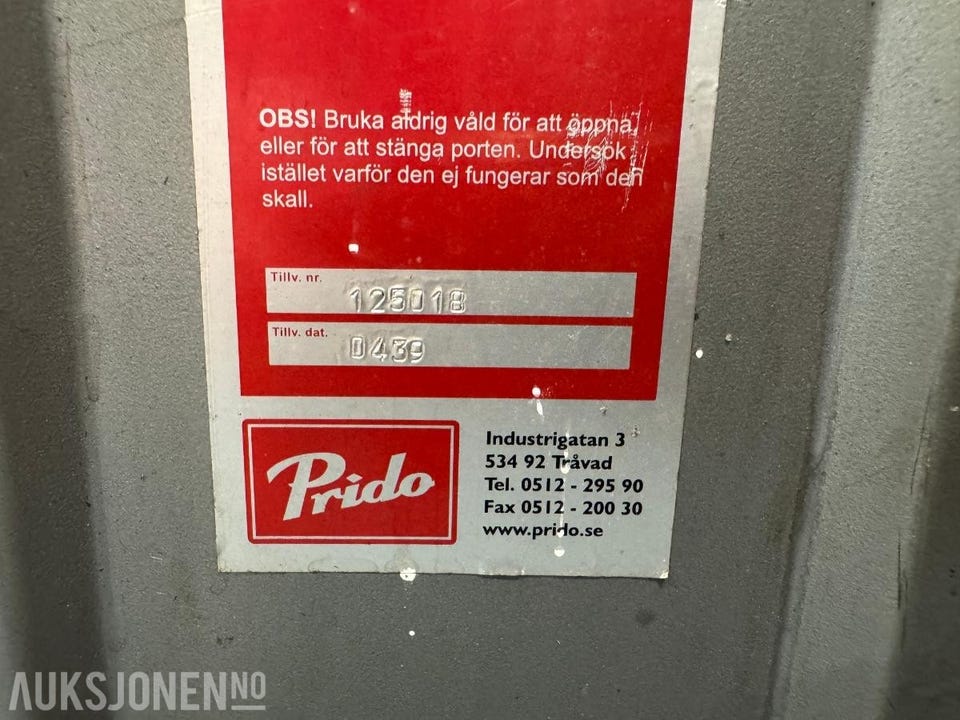 OBS! Bruka aldrig våld för att öppna
eller för att stänga porten. Undersök
istället varför den ej fungerar som den
skall.
Tillv. nr.
125018
Tillv. dat.
0439
Prido
Industrigatan 3
534 92 Tråvad
Tel. 0512 - 295 90
Fax 0512 - 200 30
www.prido.se
AUKSJONEN NO